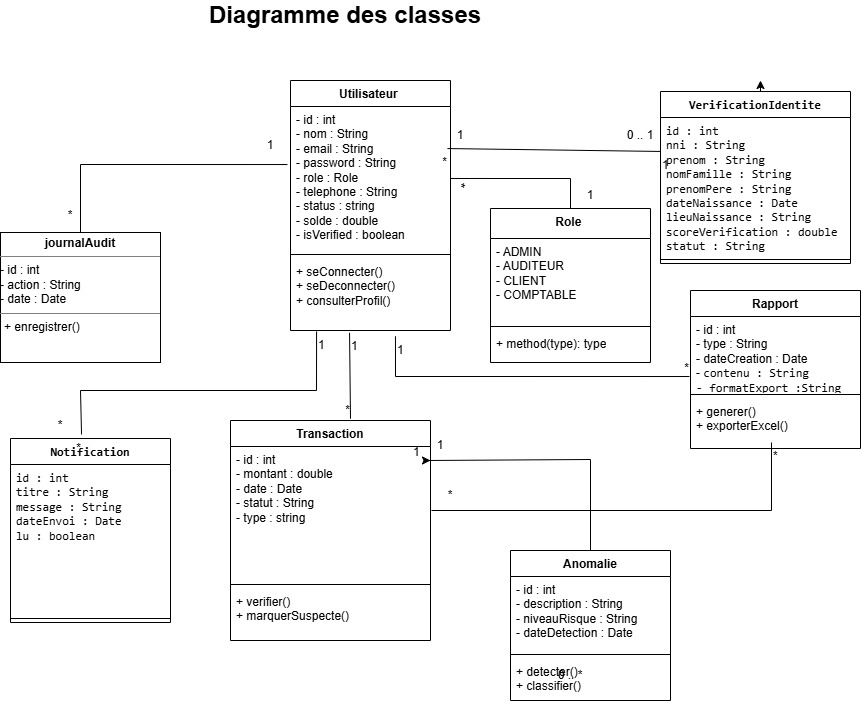 Diagramme des classes
Utilisateur
- id : int
- nom : String
- email : String
- password : String
- role : Role
- telephone : String
- status : string
- solde : double
- isVerified : boolean
+ seConnecter()
+ seDeconnecter()
+ consulterProfil()
VerificationIdentite
id : int
nni : String
prenom : String
nomFamille : String
prenomPere : String
dateNaissance : Date
lieuNaissance : String
scoreVerification : double
statut : String
1
0 .. 1
1
*
1
*
*
1
journalAudit
- id : int
- action : String
- date : Date
+ enregistrer()
Role
- ADMIN
- AUDITEUR
- CLIENT
- COMPTABLE
+ method(type): type
Rapport
- id : int
- type : String
- dateCreation : Date
- contenu : String
- formatExport :String
+ generer()
+ exporterExcel()
1
1
1
*
*
*
*
*
Notification
id : int
titre : String
message : String
dateEnvoi : Date
lu : boolean
Transaction
- id : int
- montant : double
- date : Date
- statut : String
- type : string
+ verifier()
+ marquerSuspecte()
1
1
*
Anomalie
- id : int
- description : String
- niveauRisque : String
- dateDetection : Date
+ detecter()
0 .. *
+ classifier()